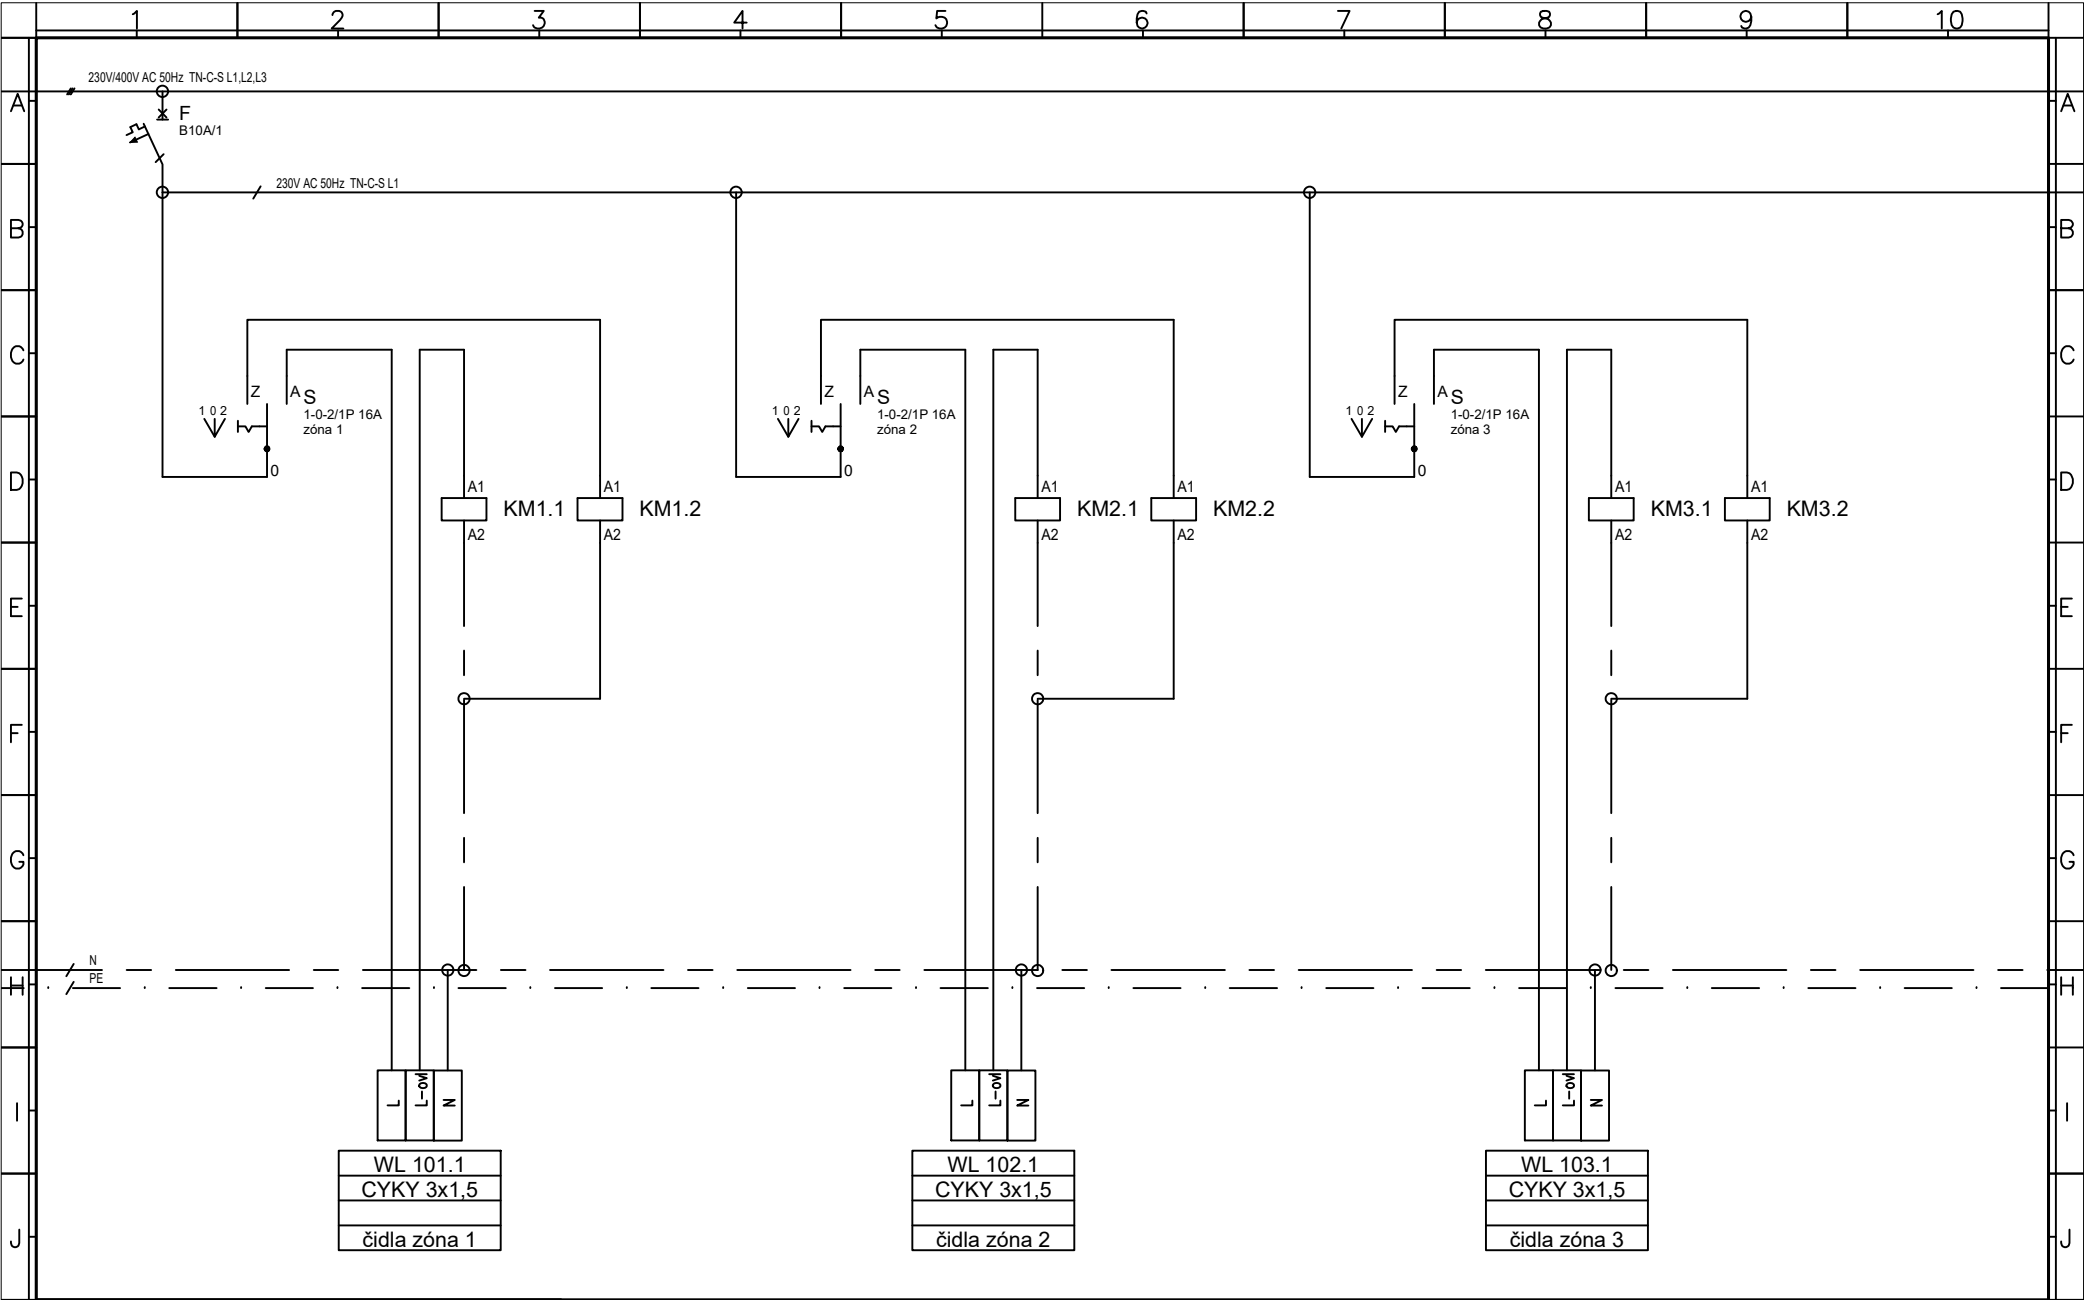 1 2 3 4 5 6 7 8 9 10
230V/400V AC 50Hz TN-C-S L1,L2,L3
A A
F
B10A/1
230V AC 50Hz TN-C-S L1
B B
C C
Z A S
1-0-2/1P 16A
zóna 1
1 0 2
0
Z A S
1-0-2/1P 16A
zóna 2
1 0 2
0
Z A S
1-0-2/1P 16A
zóna 3
1 0 2
0
D D
A1 A1
KM1.1 KM1.2
A2 A2
A1 A1
KM2.1 KM2.2
A2 A2
A1 A1
KM3.1 KM3.2
A2 A2
E E
F F
G G
N
PE
H H
I I
L L-ovl N
L L-ovl N
L L-ovl N
WL 101.1
CYKY 3x1,5
čidla zóna 1
WL 102.1
CYKY 3x1,5
čidla zóna 2
WL 103.1
CYKY 3x1,5
čidla zóna 3
J J